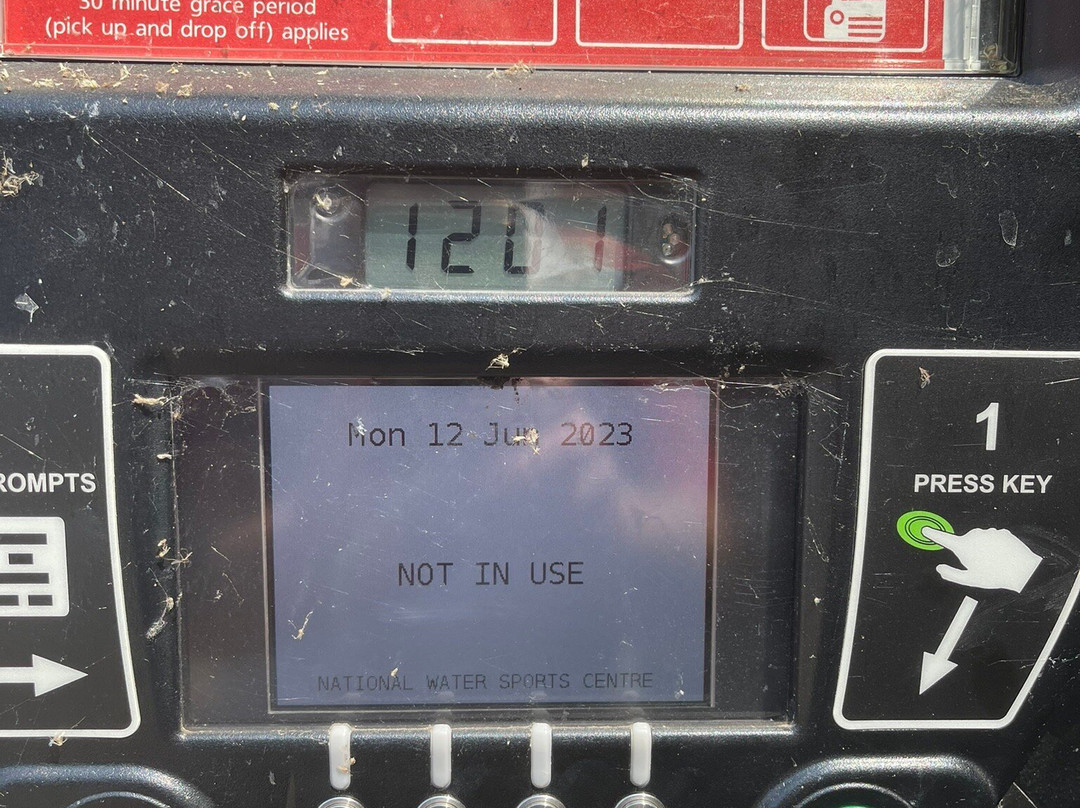 30 minute grace period
(pick up and drop off) applies
1201
Mon 12 Jun 2023
NOT IN USE
NATIONAL WATER SPORTS CENTRE
ROMPTS
1
PRESS KEY